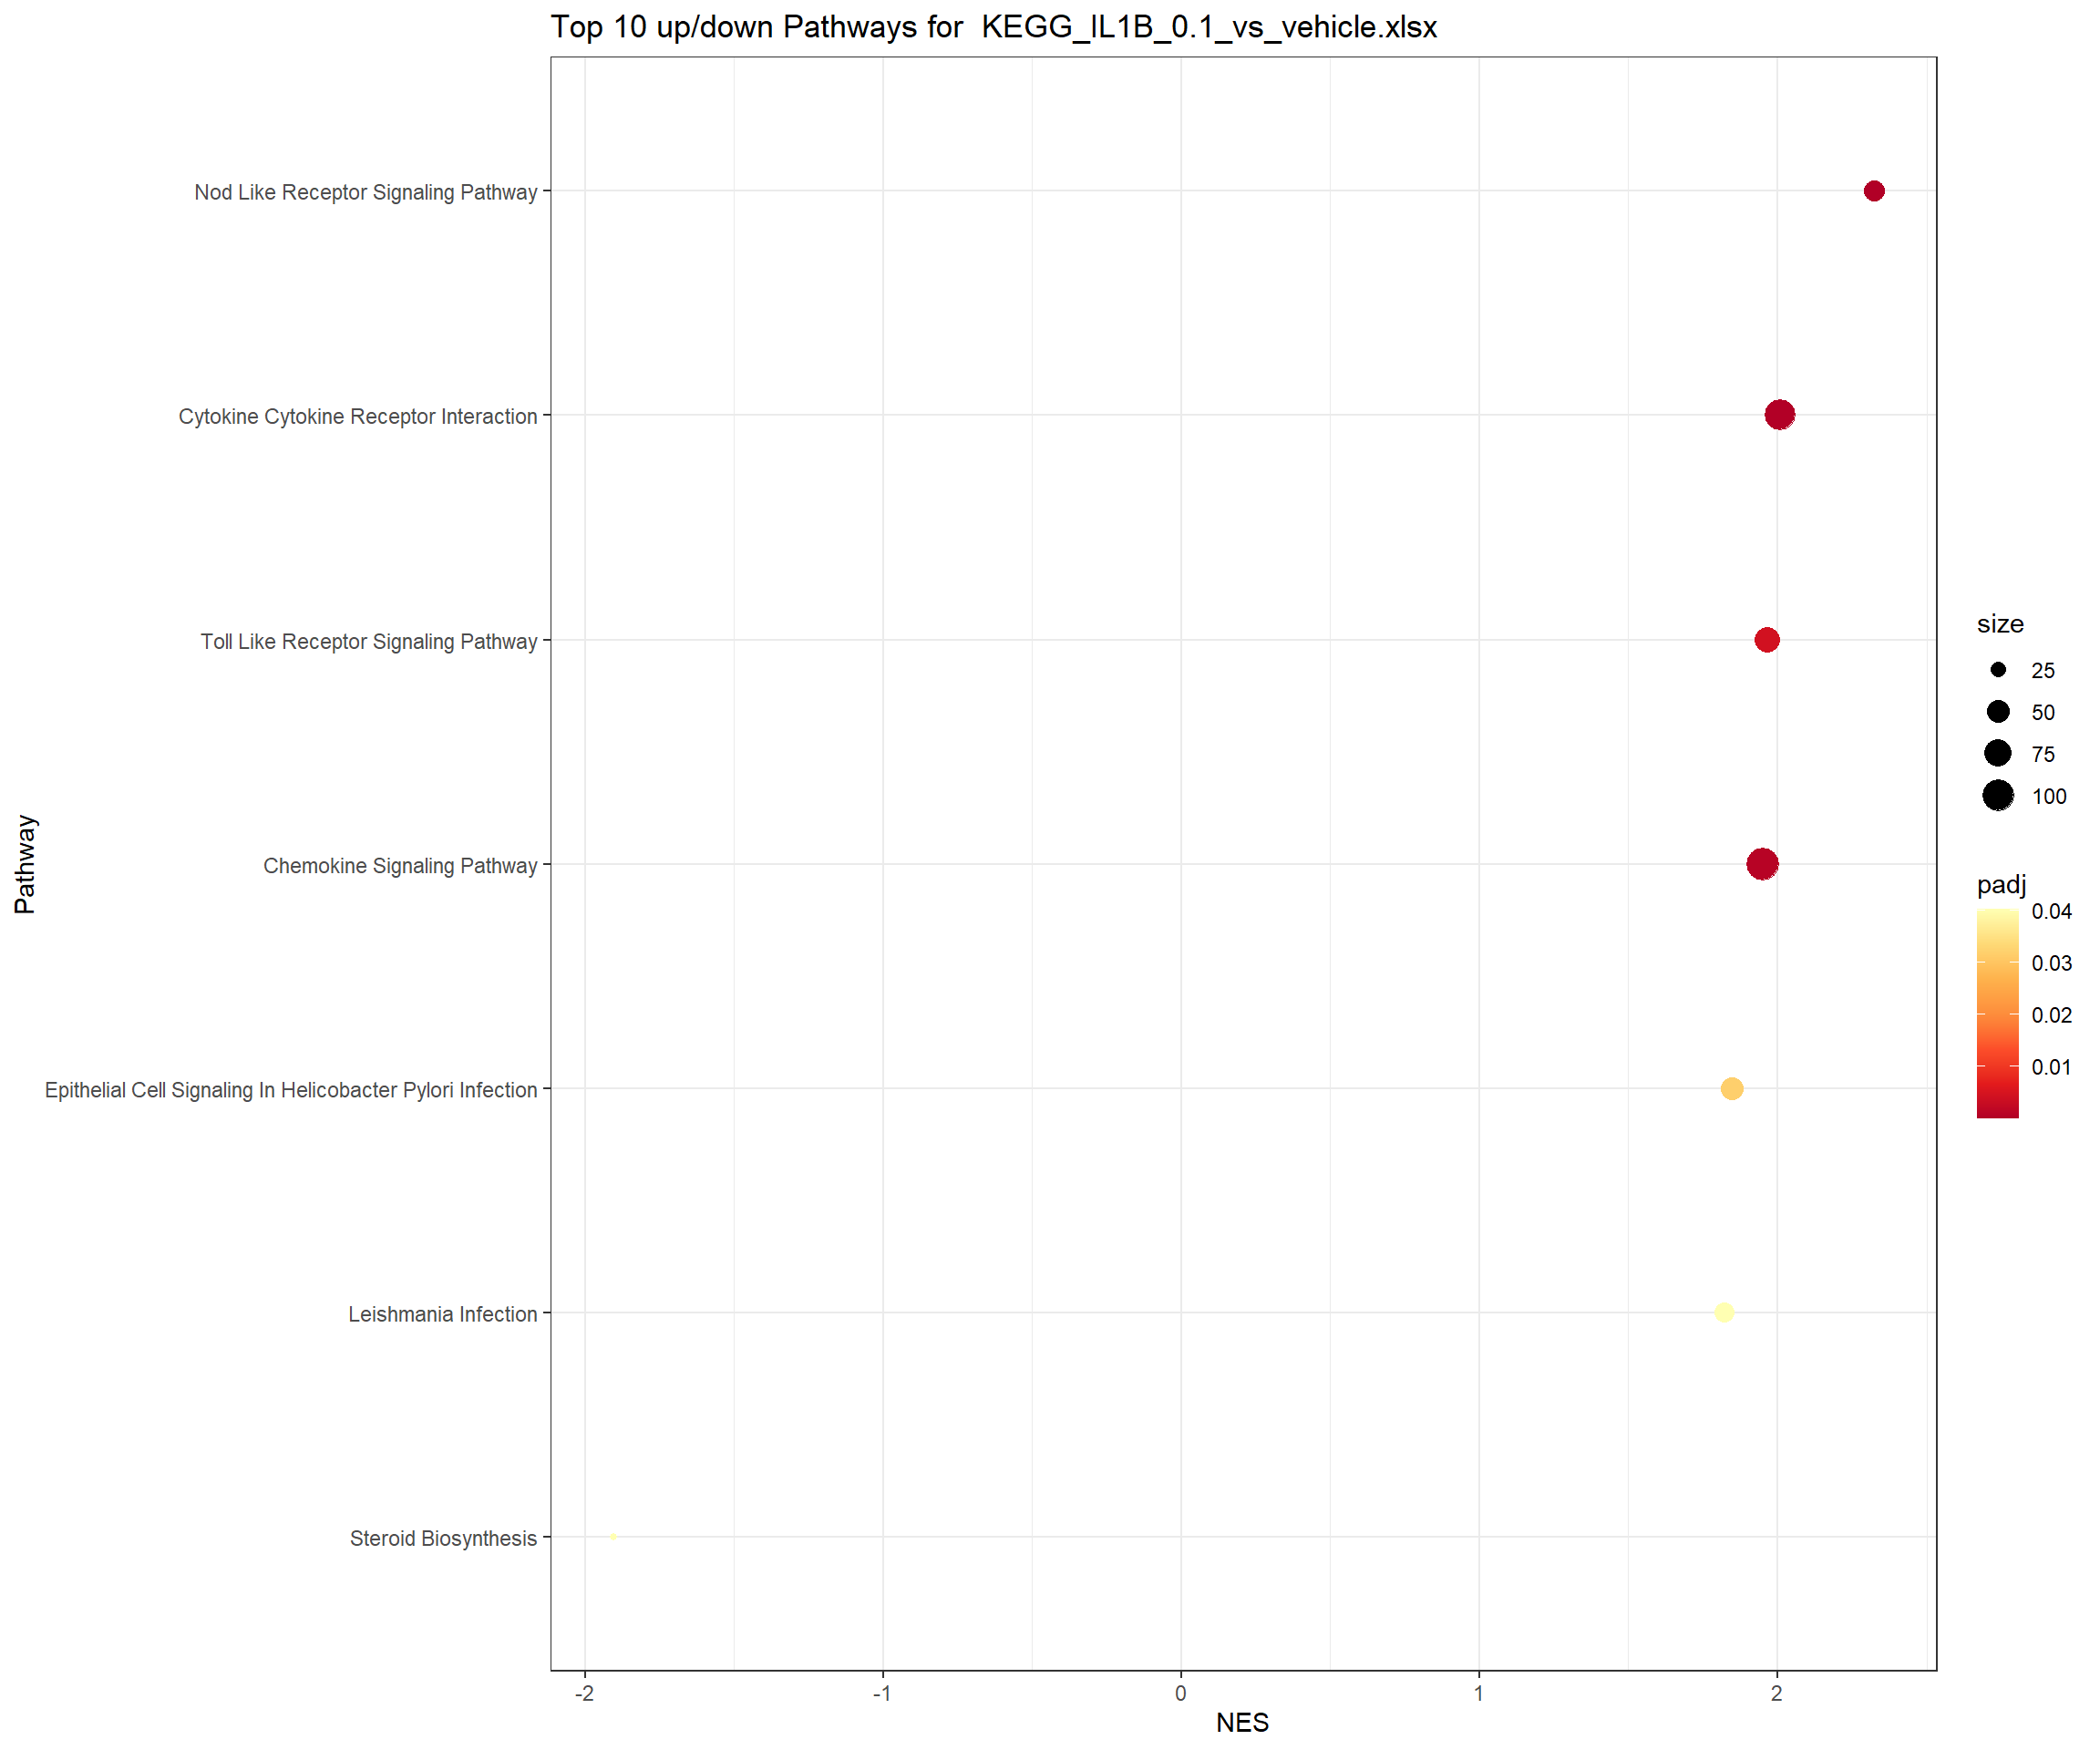 Top 10 up/down Pathways for  KEGG_IL1B_0.1_vs_vehicle.xlsx
Pathway
Nod Like Receptor Signaling Pathway
Cytokine Cytokine Receptor Interaction
Toll Like Receptor Signaling Pathway
Chemokine Signaling Pathway
Epithelial Cell Signaling In Helicobacter Pylori Infection
Leishmania Infection
Steroid Biosynthesis
-2 -1 0 1 2
NES
size
25
50
75
100
padj
0.04
0.03
0.02
0.01